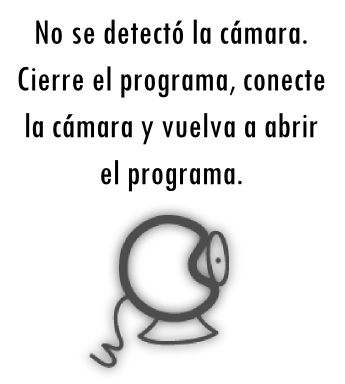 No se detectó la cámara.
Cierre el programa, conecte
la cámara y vuelva a abrir
el programa.